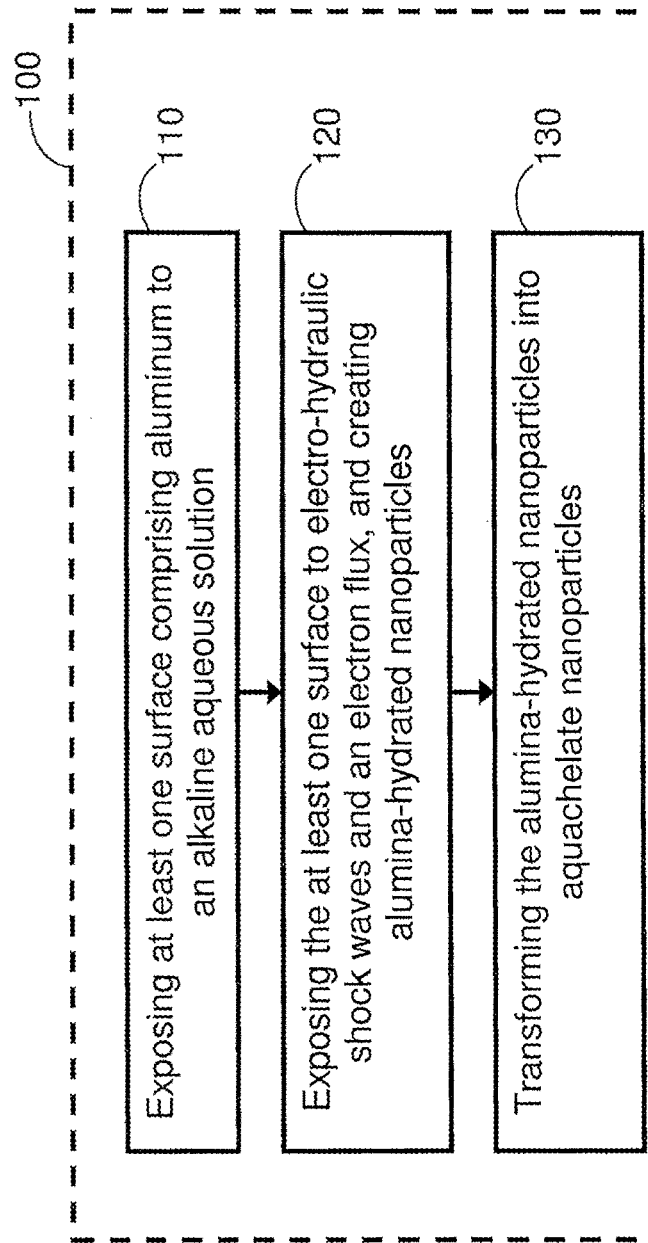 100
110
Exposing at least one surface comprising aluminum to
an alkaline aqueous solution
120
Exposing the at least one surface to electro-hydraulic
shock waves and an electron flux, and creating
alumina-hydrated nanoparticles
130
Transforming the alumina-hydrated nanoparticles into
aquachelate nanoparticles